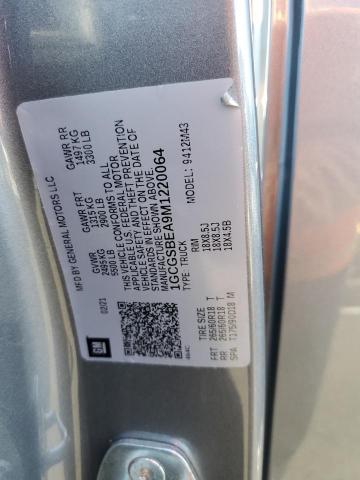 MFD BY GENERAL MOTORS LLC
02/21
GVWR
2495 KG
5500 LB
GAWR FRT
1315 KG
2900 LB
GAWR RR
1497 KG
3300 LB
THIS VEHICLE CONFORMS TO ALL
APPLICABLE U.S. FEDERAL MOTOR
VEHICLE SAFETY AND THEFT PREVENTION
STANDARDS IN EFFECT ON THE DATE OF
MANUFACTURE SHOWN ABOVE.
1GCGSBEA9M1220064
TYPE: TRUCK
9412M43
GM
TIRE SIZE
RIM
FRT 265/60R18 T 18X8.5J
RR 265/60R18 T 18X8.5J
SPA T175/90D18 M 18X4.5B